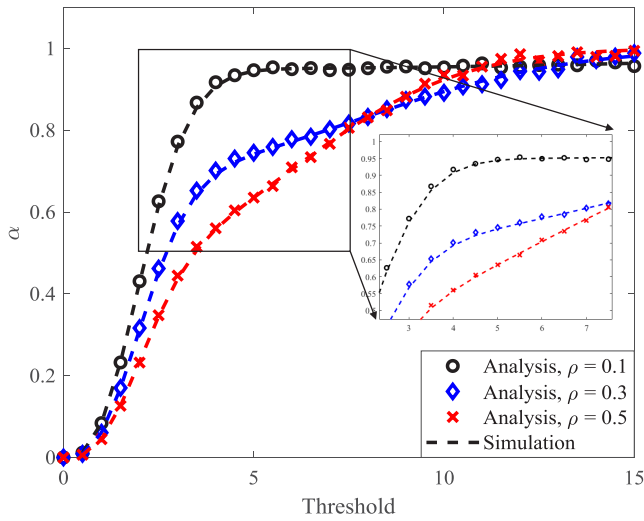 1
0.8
0.6
0.4
0.2
0
α
0 5 10 15
Threshold
0.95
0.9
0.85
0.8
0.75
0.7
0.65
0.6
0.55
0.5
3 4 5 6 7
Analysis, ρ = 0.1
Analysis, ρ = 0.3
Analysis, ρ = 0.5
Simulation